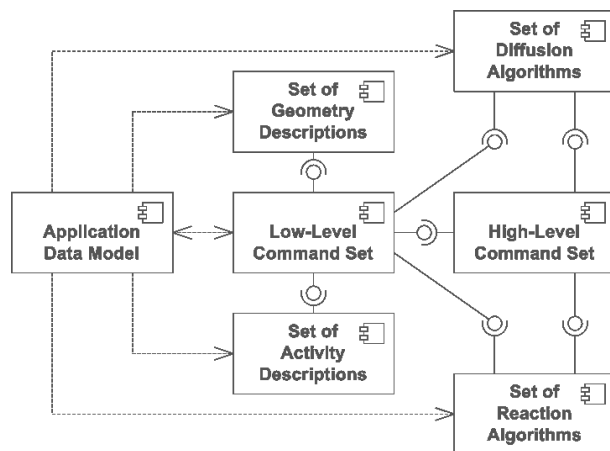 Set of
Diffusion
Algorithms
Set of
Geometry
Descriptions
Application
Data Model
Low-Level
Command Set
High-Level
Command Set
Set of
Activity
Descriptions
Set of
Reaction
Algorithms